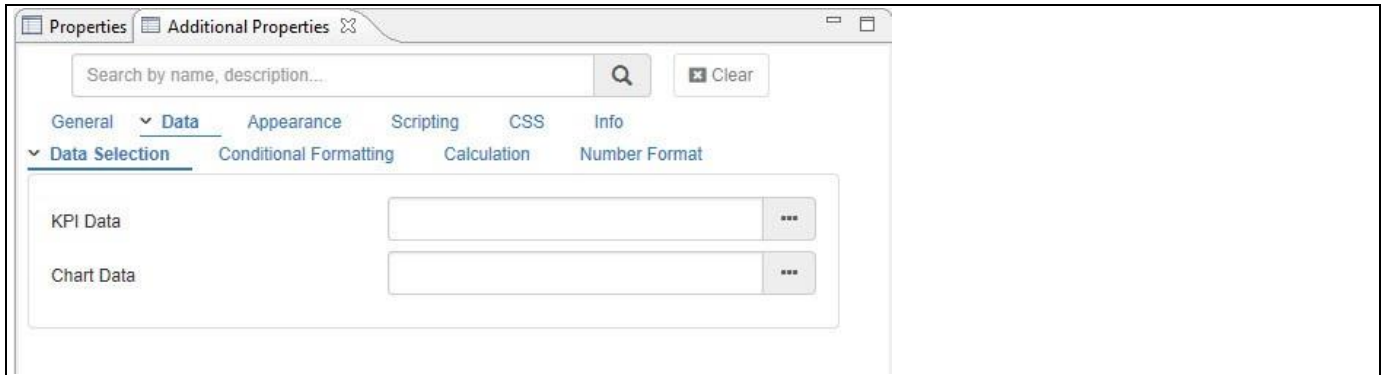 Properties Additional Properties
Search by name, description... Clear
General Data Appearance Scripting CSS Info
Data Selection Conditional Formatting Calculation Number Format
KPI Data
Chart Data